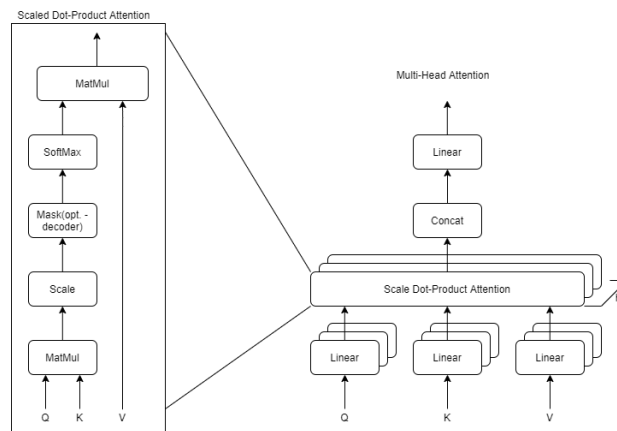 Scaled Dot-Product Attention
MatMul
SoftMax
Mask(opt. -
decoder)
Scale
MatMul
Q K V
Multi-Head Attention
Linear
Concat
Scale Dot-Product Attention
Linear Linear Linear
Q K V